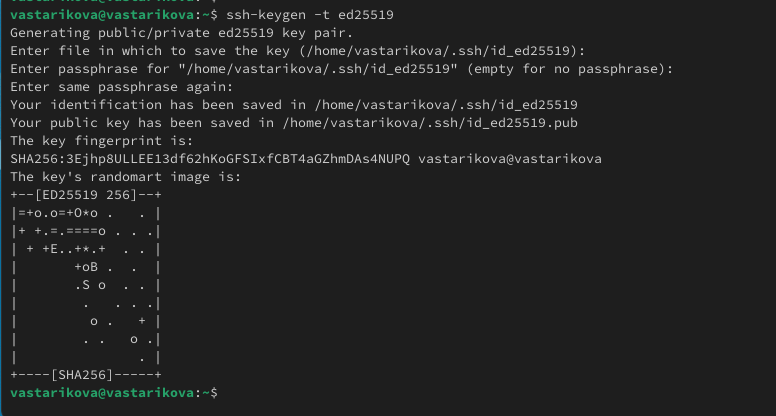 vastarikova@vastarikova:~$ ssh-keygen -t ed25519
Generating public/private ed25519 key pair.
Enter file in which to save the key (/home/vastarikova/.ssh/id_ed25519):
Enter passphrase for "/home/vastarikova/.ssh/id_ed25519" (empty for no passphrase):
Enter same passphrase again:
Your identification has been saved in /home/vastarikova/.ssh/id_ed25519
Your public key has been saved in /home/vastarikova/.ssh/id_ed25519.pub
The key fingerprint is:
SHA256:3Ejhp8ULLEE13df62hKoGFSIxfCBT4aGZhmDAs4NUPQ vastarikova@vastarikova
The key's randomart image is:
+--[ED25519 256]--+
|=+o.o=+O*o .   . |
|+ +.=.====o . . .|
| + +E..+*.+  . . |
|       +oB .  .  |
|       .S o  . . |
|        .   . . .|
|         o .   + |
|        . .   o .|
|               . |
+----[SHA256]-----+
vastarikova@vastarikova:~$